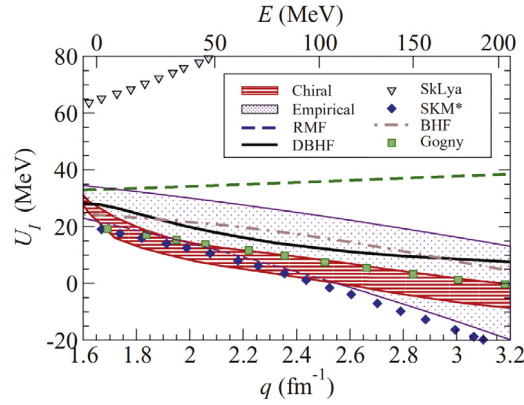 E (MeV)
0 50 100 150 200
80
60
40
20
0
-20
U_I (MeV)
Chiral
Empirical
RMF
DBHF
SkLya
SKM*
BHF
Gogny
1.6 1.8 2 2.2 2.4 2.6 2.8 3 3.2
q (fm⁻¹)